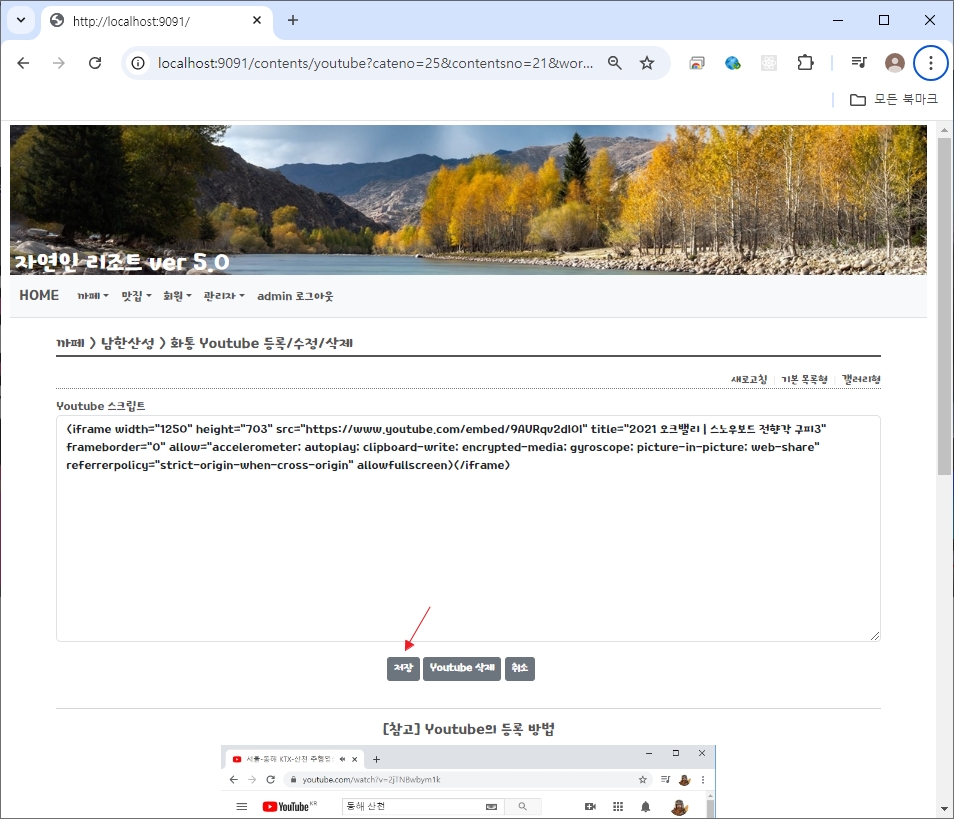 http://localhost:9091/
localhost:9091/contents/youtube?cateno=25&contentsno=21&wor...
모든 북마크
자연인 리조트 ver 5.0
HOME 까페 맛집 회원 관리자 admin 로그아웃
까페 > 남한산성 > 화통 Youtube 등록/수정/삭제
새로고침 | 기본 목록형 | 갤러리형
Youtube 스크립트
<iframe width="1250" height="703" src="https://www.youtube.com/embed/9AURqv2dl0I" title="2021 오크밸리 | 스노우보드 전향각 구피3"
frameborder="0" allow="accelerometer; autoplay; clipboard-write; encrypted-media; gyroscope; picture-in-picture; web-share"
referrerpolicy="strict-origin-when-cross-origin" allowfullscreen></iframe>
저장 Youtube 삭제 취소
[참고] Youtube의 등록 방법
서울-동해 KTX-산천 주행영
youtube.com/watch?v=2jTNBwbym1k
YouTube KR 동해 산천